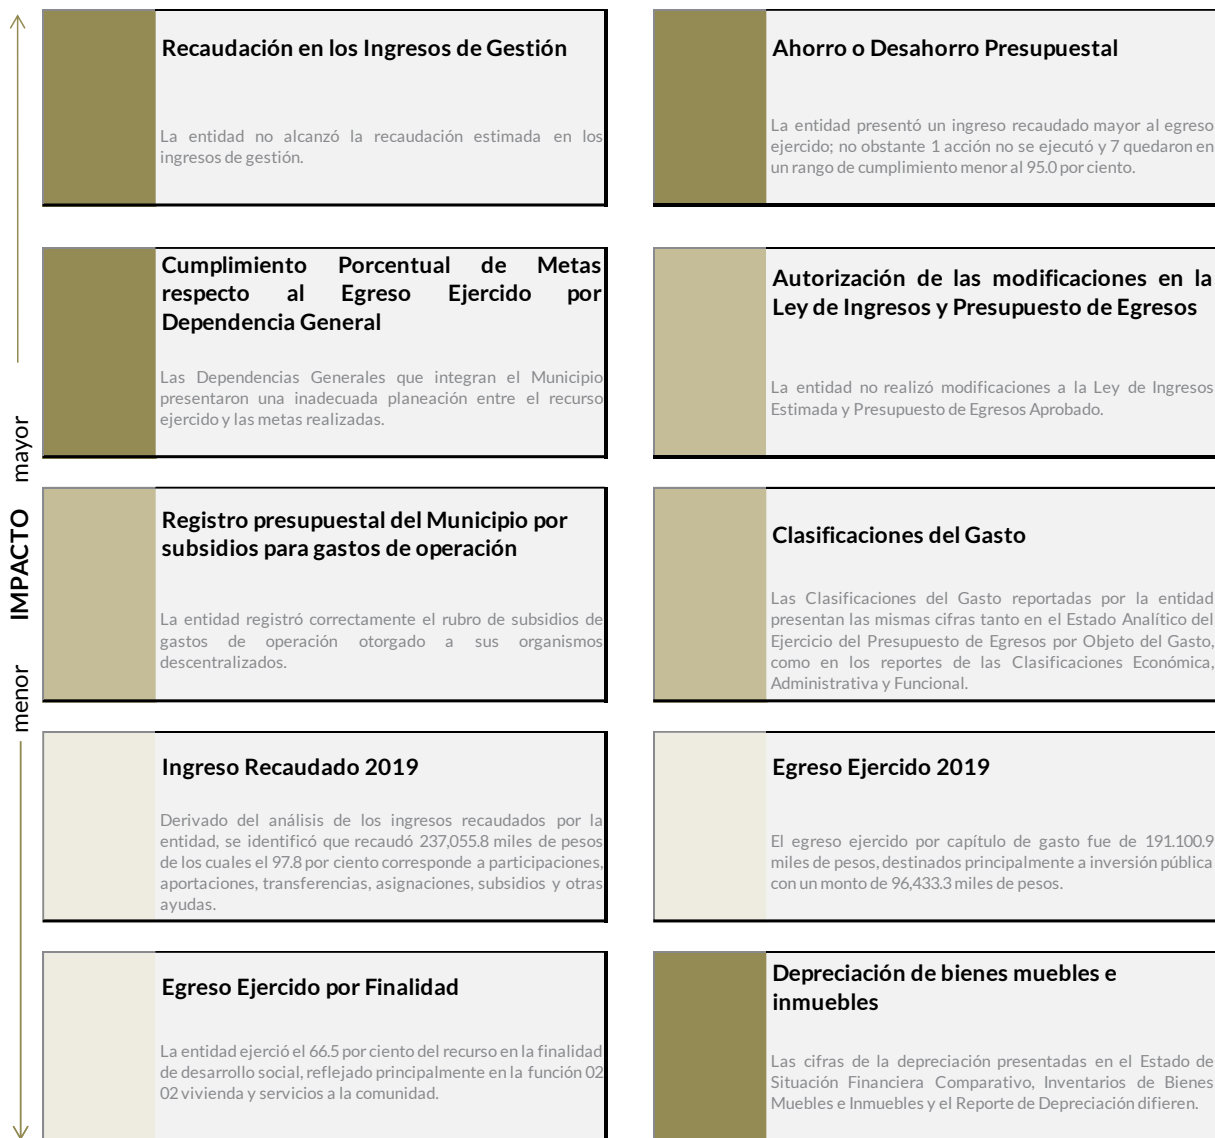 Recaudación en los Ingresos de Gestión
La entidad no alcanzó la recaudación estimada en los
ingresos de gestión.
Ahorro o Desahorro Presupuestal
La entidad presentó un ingreso recaudado mayor al egreso
ejercido; no obstante 1 acción no se ejecutó y 7 quedaron en
un rango de cumplimiento menor al 95.0 por ciento.
Cumplimiento Porcentual de Metas
respecto al Egreso Ejercido por
Dependencia General
Las Dependencias Generales que integran el Municipio
presentaron una inadecuada planeación entre el recurso
ejercido y las metas realizadas.
Autorización de las modificaciones en la
Ley de Ingresos y Presupuesto de Egresos
La entidad no realizó modificaciones a la Ley de Ingresos
Estimada y Presupuesto de Egresos Aprobado.
menor IMPACTO mayor
Registro presupuestal del Municipio por
subsidios para gastos de operación
La entidad registró correctamente el rubro de subsidios de
gastos de operación otorgado a sus organismos
descentralizados.
Clasificaciones del Gasto
Las Clasificaciones del Gasto reportadas por la entidad
presentan las mismas cifras tanto en el Estado Analítico del
Ejercicio del Presupuesto de Egresos por Objeto del Gasto,
como en los reportes de las Clasificaciones Económica,
Administrativa y Funcional.
Ingreso Recaudado 2019
Derivado del análisis de los ingresos recaudados por la
entidad, se identificó que recaudó 237,055.8 miles de pesos
de los cuales el 97.8 por ciento corresponde a participaciones,
aportaciones, transferencias, asignaciones, subsidios y otras
ayudas.
Egreso Ejercido 2019
El egreso ejercido por capítulo de gasto fue de 191.100.9
miles de pesos, destinados principalmente a inversión pública
con un monto de 96,433.3 miles de pesos.
Egreso Ejercido por Finalidad
La entidad ejerció el 66.5 por ciento del recurso en la finalidad
de desarrollo social, reflejado principalmente en la función 02
02 vivienda y servicios a la comunidad.
Depreciación de bienes muebles e
inmuebles
Las cifras de la depreciación presentadas en el Estado de
Situación Financiera Comparativo, Inventarios de Bienes
Muebles e Inmuebles y el Reporte de Depreciación difieren.